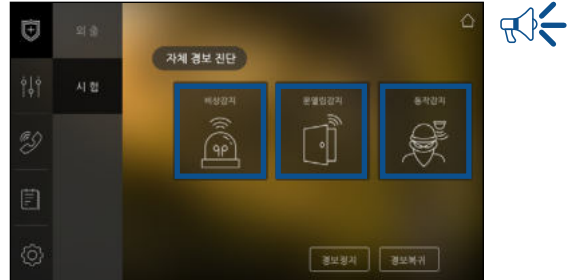 외 출
시 험
자체 경보 진단
비상감지
문열림감지
동작감지
경보정지
경보복귀